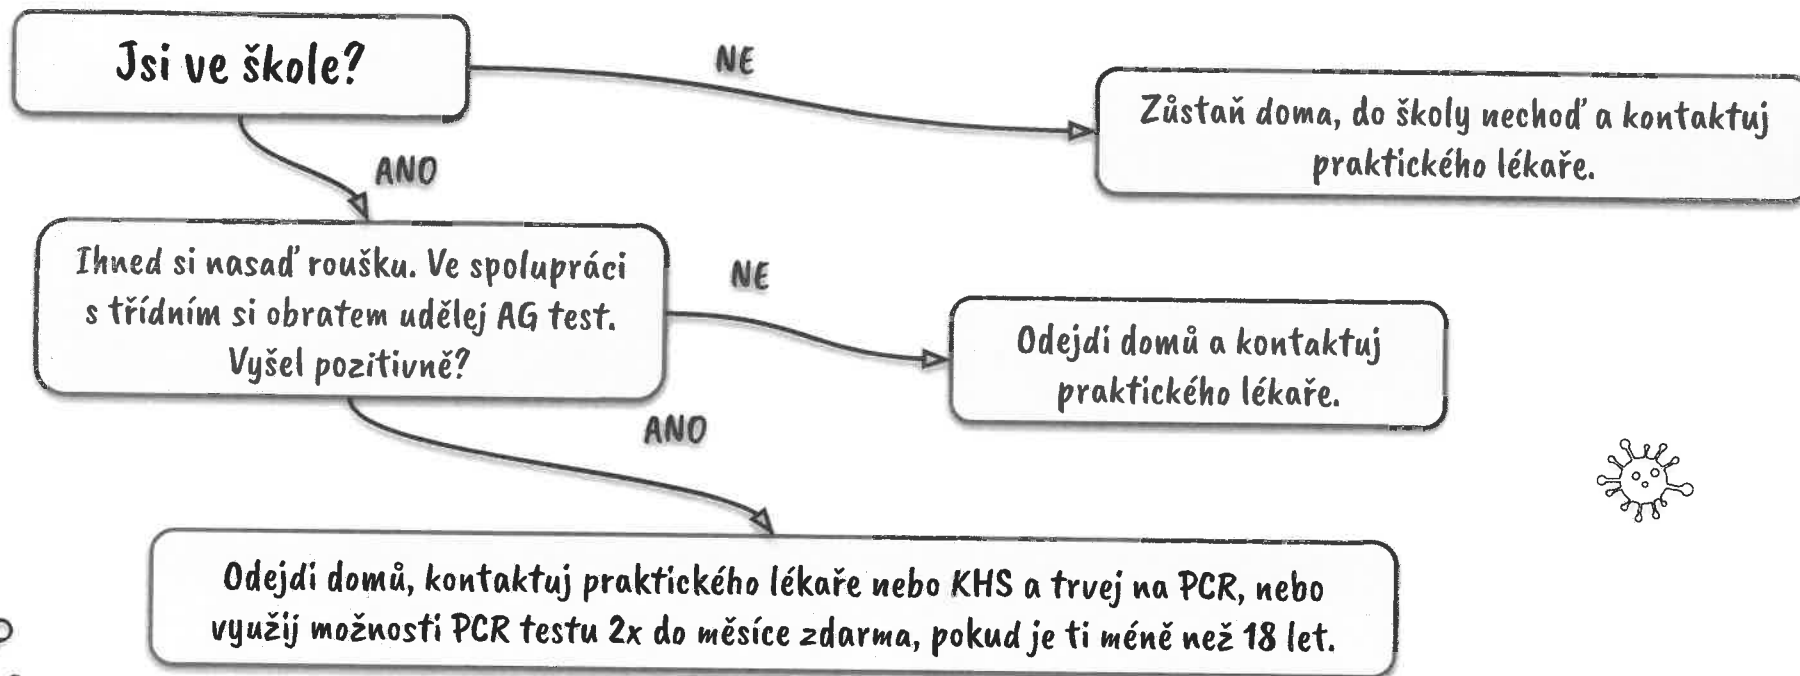 Jsi ve škole?
NE
Zůstaň doma, do školy nechoď a kontaktuj
praktického lékaře.
ANO
Ihned si nasaď roušku. Ve spolupráci
s třídním si obratem udělej AG test.
Vyšel pozitivně?
NE
Odejdi domů a kontaktuj
praktického lékaře.
ANO
Odejdi domů, kontaktuj praktického lékaře nebo KHS a trvej na PCR, nebo
využij možnosti PCR testu 2x do měsíce zdarma, pokud je ti méně než 18 let.